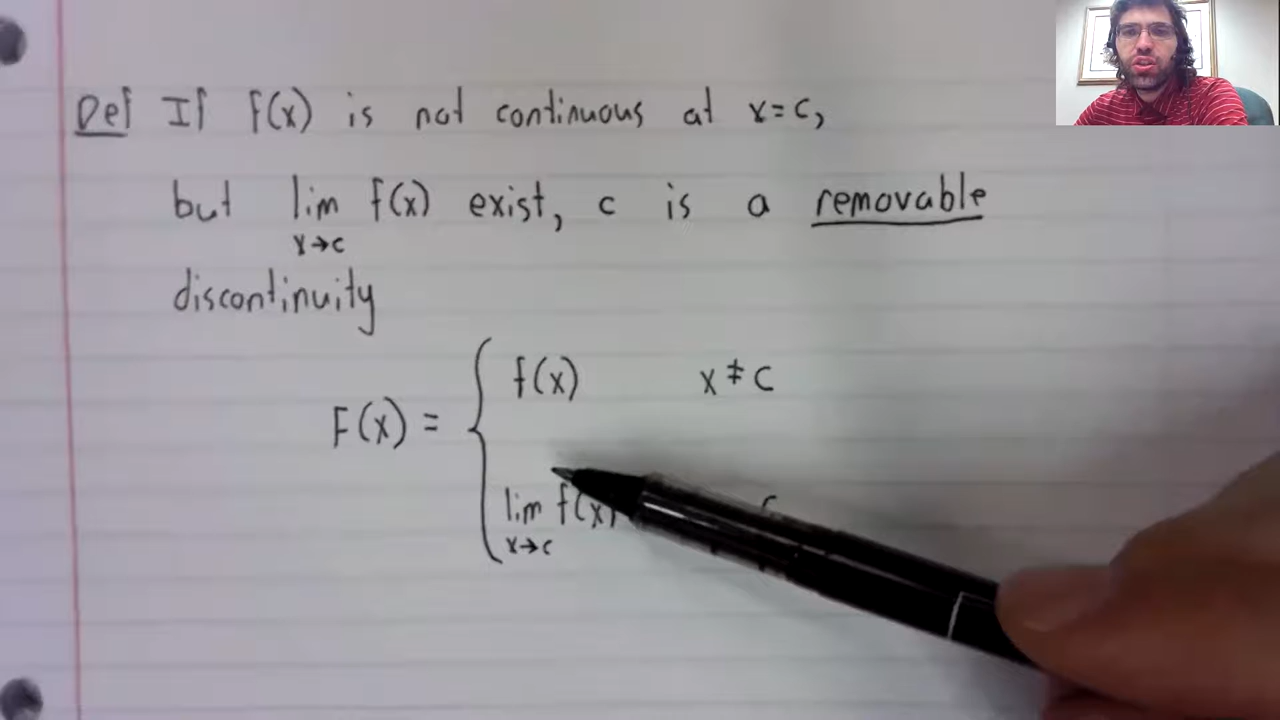 Def If f(x) is not continuous at x=c,
but lim f(x) exist, c is a removable
x→c
discontinuity
F(x) = { f(x) x≠c
lim f(x) c
x→c